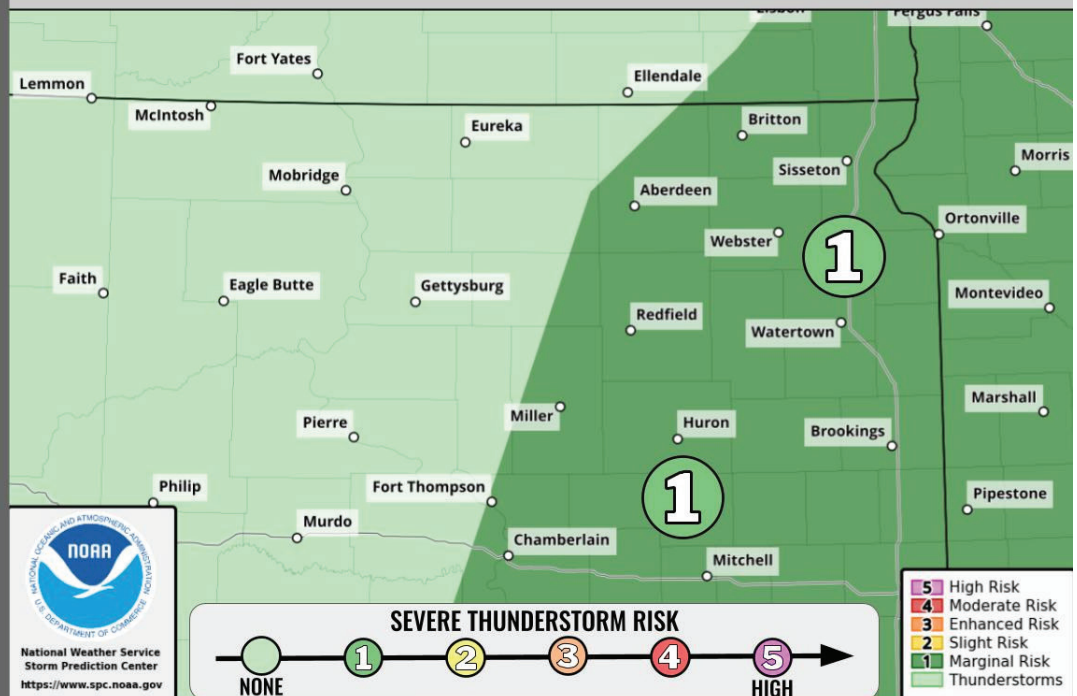 Lisbon
Fergus Falls
Fort Yates
Ellendale
Lemmon
McIntosh
Eureka
Britton
Sisseton
Morris
Mobridge
Aberdeen
Ortonville
Webster
1
Faith
Eagle Butte
Gettysburg
Montevideo
Redfield
Watertown
Marshall
Miller
Pierre
Huron
Brookings
Philip
Fort Thompson
1
Pipestone
Murdo
Chamberlain
Mitchell
NATIONAL OCEANIC AND ATMOSPHERIC ADMINISTRATION
NOAA
U.S. DEPARTMENT OF COMMERCE
National Weather Service
Storm Prediction Center
https://www.spc.noaa.gov
SEVERE THUNDERSTORM RISK
1 2 3 4 5
NONE HIGH
5 High Risk
4 Moderate Risk
3 Enhanced Risk
2 Slight Risk
1 Marginal Risk
Thunderstorms